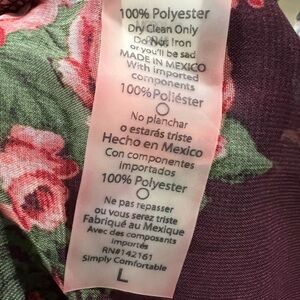 100% Polyester
Dry Clean Only
Do Not Iron
or you'll be sad
MADE IN MEXICO
With imported
components
100% Poliéster
No planchar
o estarás triste
Hecho en Mexico
Con componentes
importados
100% Polyester
Ne pas repasser
ou vous serez triste
Fabriqué au Mexique
Avec des composants
importés
RN#142161
Simply Comfortable
L